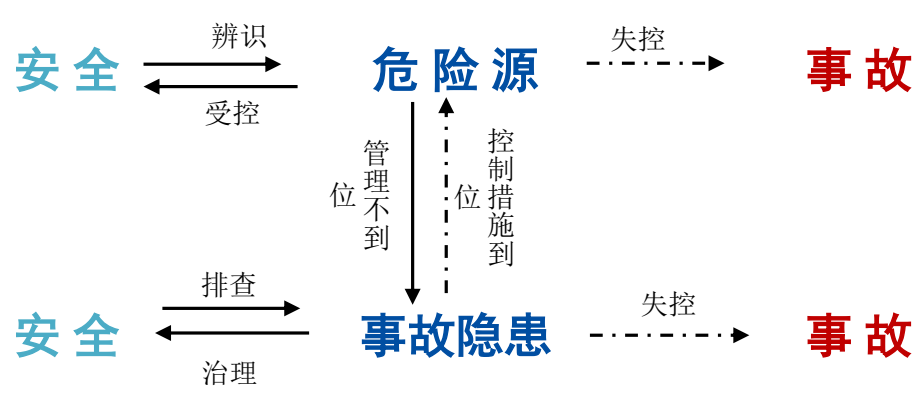 辨识
失控
安全
危险源
事故
受控
管理不到位
控制措施到位
排查
失控
安全
事故隐患
事故
治理